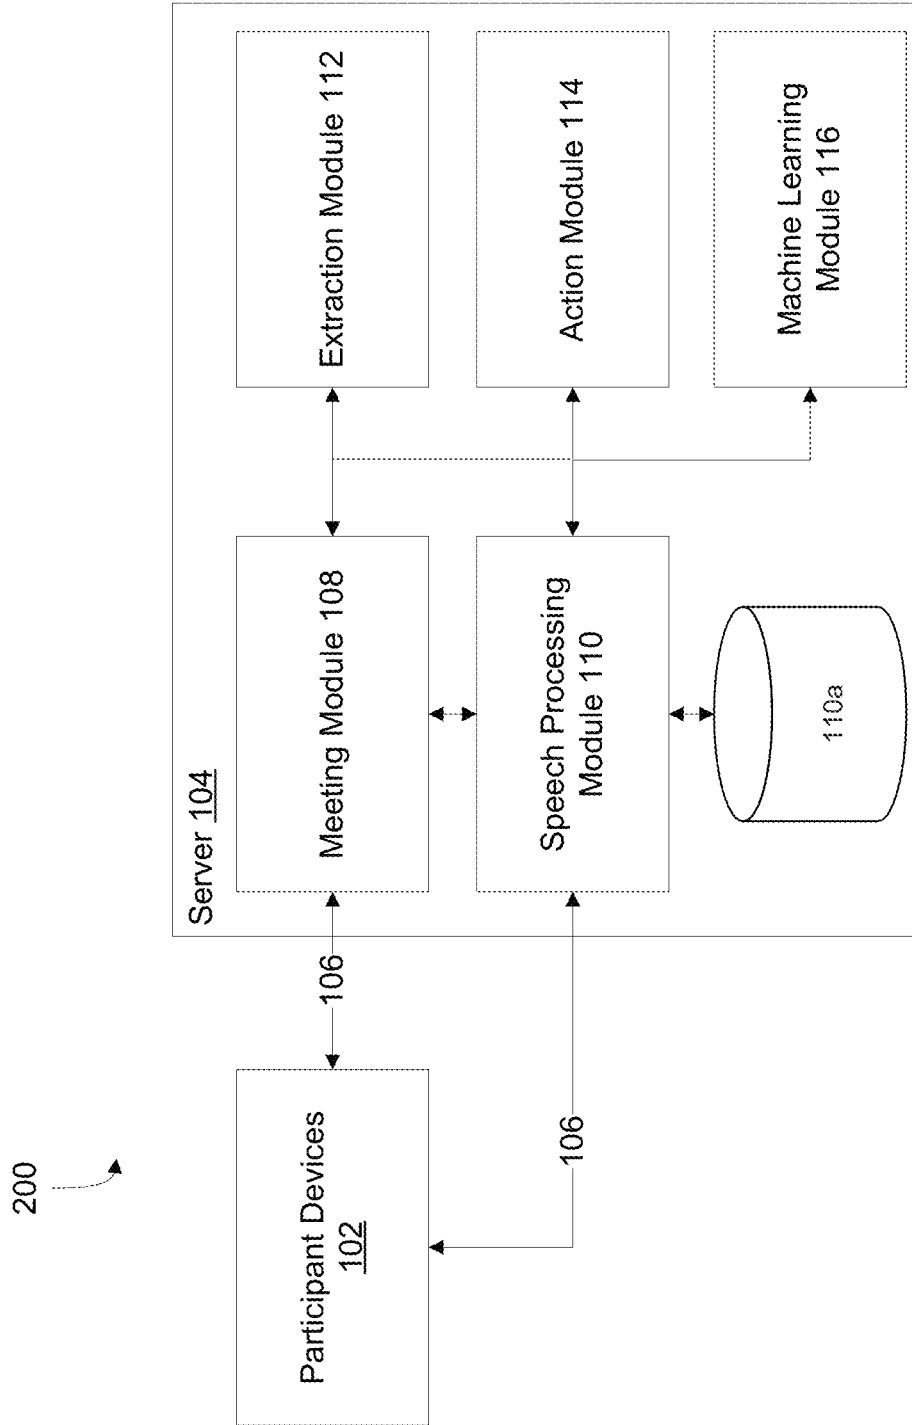 200
Participant Devices
102
106
106
Server 104
Meeting Module 108
Speech Processing
Module 110
110a
Extraction Module 112
Action Module 114
Machine Learning
Module 116